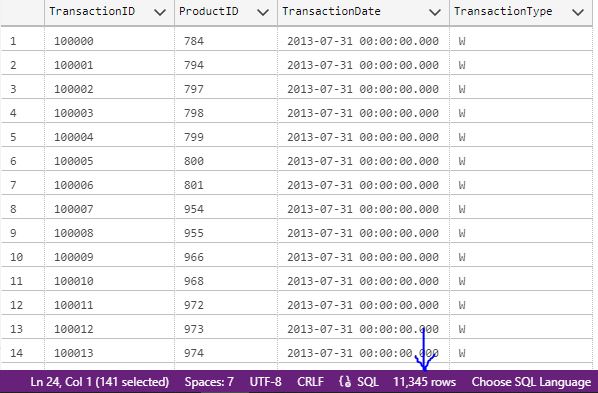 TransactionID ProductID TransactionDate TransactionType
1 100000 784 2013-07-31 00:00:00.000 W
2 100001 794 2013-07-31 00:00:00.000 W
3 100002 797 2013-07-31 00:00:00.000 W
4 100003 798 2013-07-31 00:00:00.000 W
5 100004 799 2013-07-31 00:00:00.000 W
6 100005 800 2013-07-31 00:00:00.000 W
7 100006 801 2013-07-31 00:00:00.000 W
8 100007 954 2013-07-31 00:00:00.000 W
9 100008 955 2013-07-31 00:00:00.000 W
10 100009 966 2013-07-31 00:00:00.000 W
11 100010 968 2013-07-31 00:00:00.000 W
12 100011 972 2013-07-31 00:00:00.000 W
13 100012 973 2013-07-31 00:00:00.000 W
14 100013 974 2013-07-31 00:00:00.000 W
Ln 24, Col 1 (141 selected) Spaces: 7 UTF-8 CRLF SQL 11,345 rows Choose SQL Language